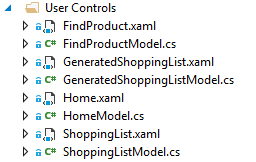 User Controls
FindProduct.xaml
FindProductModel.cs
GeneratedShoppingList.xaml
GeneratedShoppingListModel.cs
Home.xaml
HomeModel.cs
ShoppingList.xaml
ShoppingListModel.cs